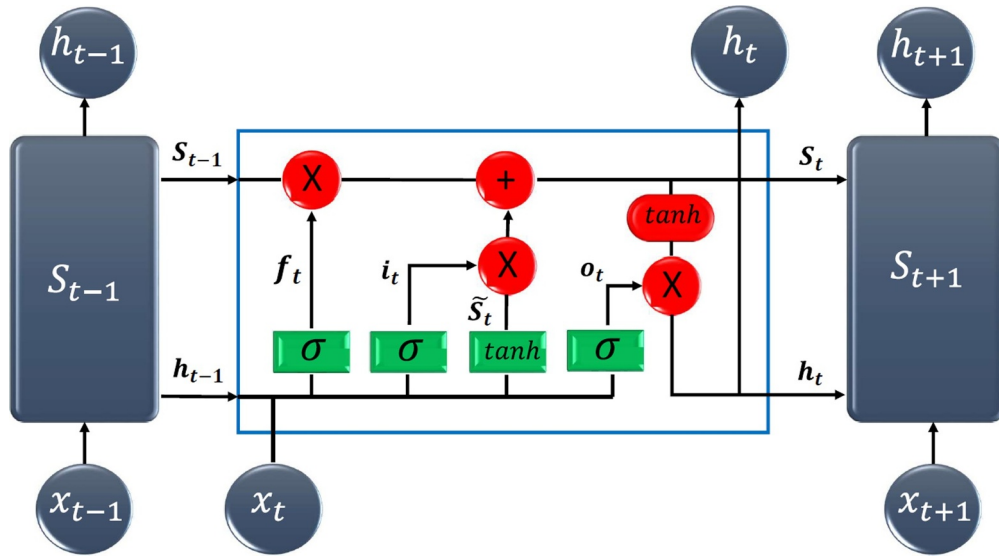 h_{t-1}
h_t
h_{t+1}
S_{t-1}
S_t
X
+
tanh
f_t
i_t
X
o_t
X
S_{t-1}
S_{t+1}
S̃_t
σ
σ
tanh
σ
h_{t-1}
h_t
x_{t-1}
x_t
x_{t+1}